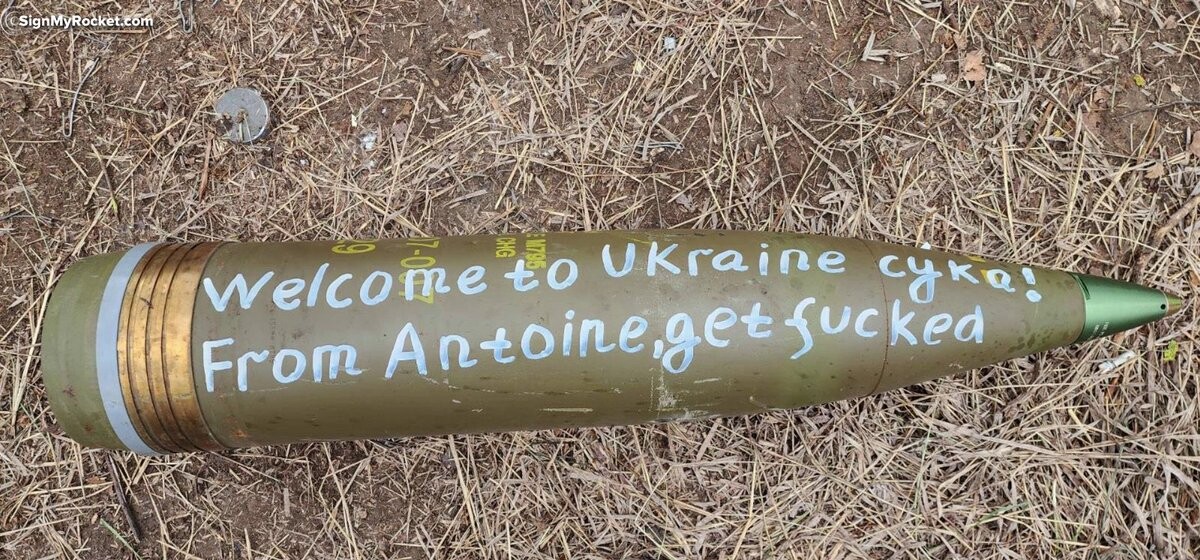 SignMyRocket.com
Welcome to Ukraine сука!
From Antoine, get fucked